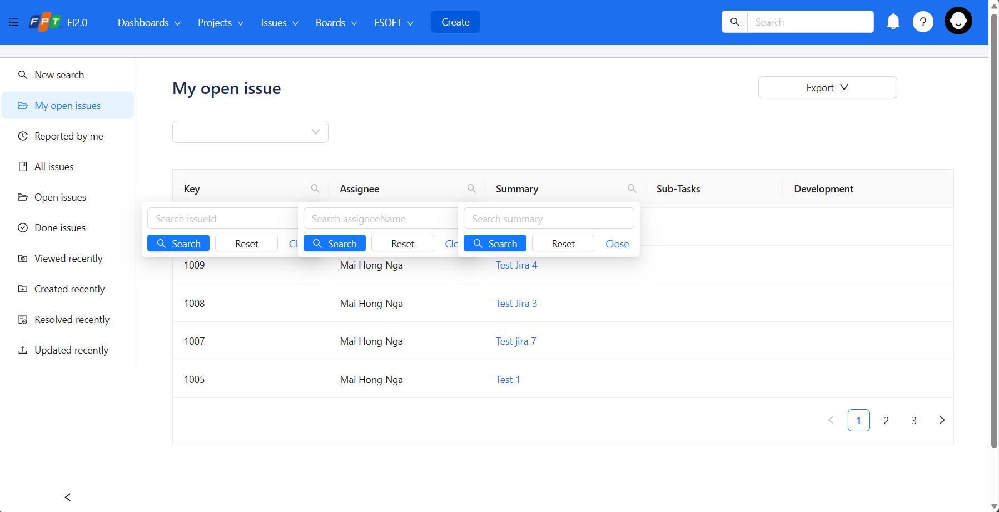 FPT FI2.0 Dashboards Projects Issues Boards FSOFT Create Search ?
New search
My open issues
Reported by me
All issues
Open issues
Done issues
Viewed recently
Created recently
Resolved recently
Updated recently
My open issue
Export
Key Assignee Summary Sub-Tasks Development
Search issueId Search assigneeName Search summary
Search Reset Search Reset Search Reset Close
1009 Mai Hong Nga Test Jira 4
1008 Mai Hong Nga Test Jira 3
1007 Mai Hong Nga Test jira 7
1005 Mai Hong Nga Test 1
1 2 3